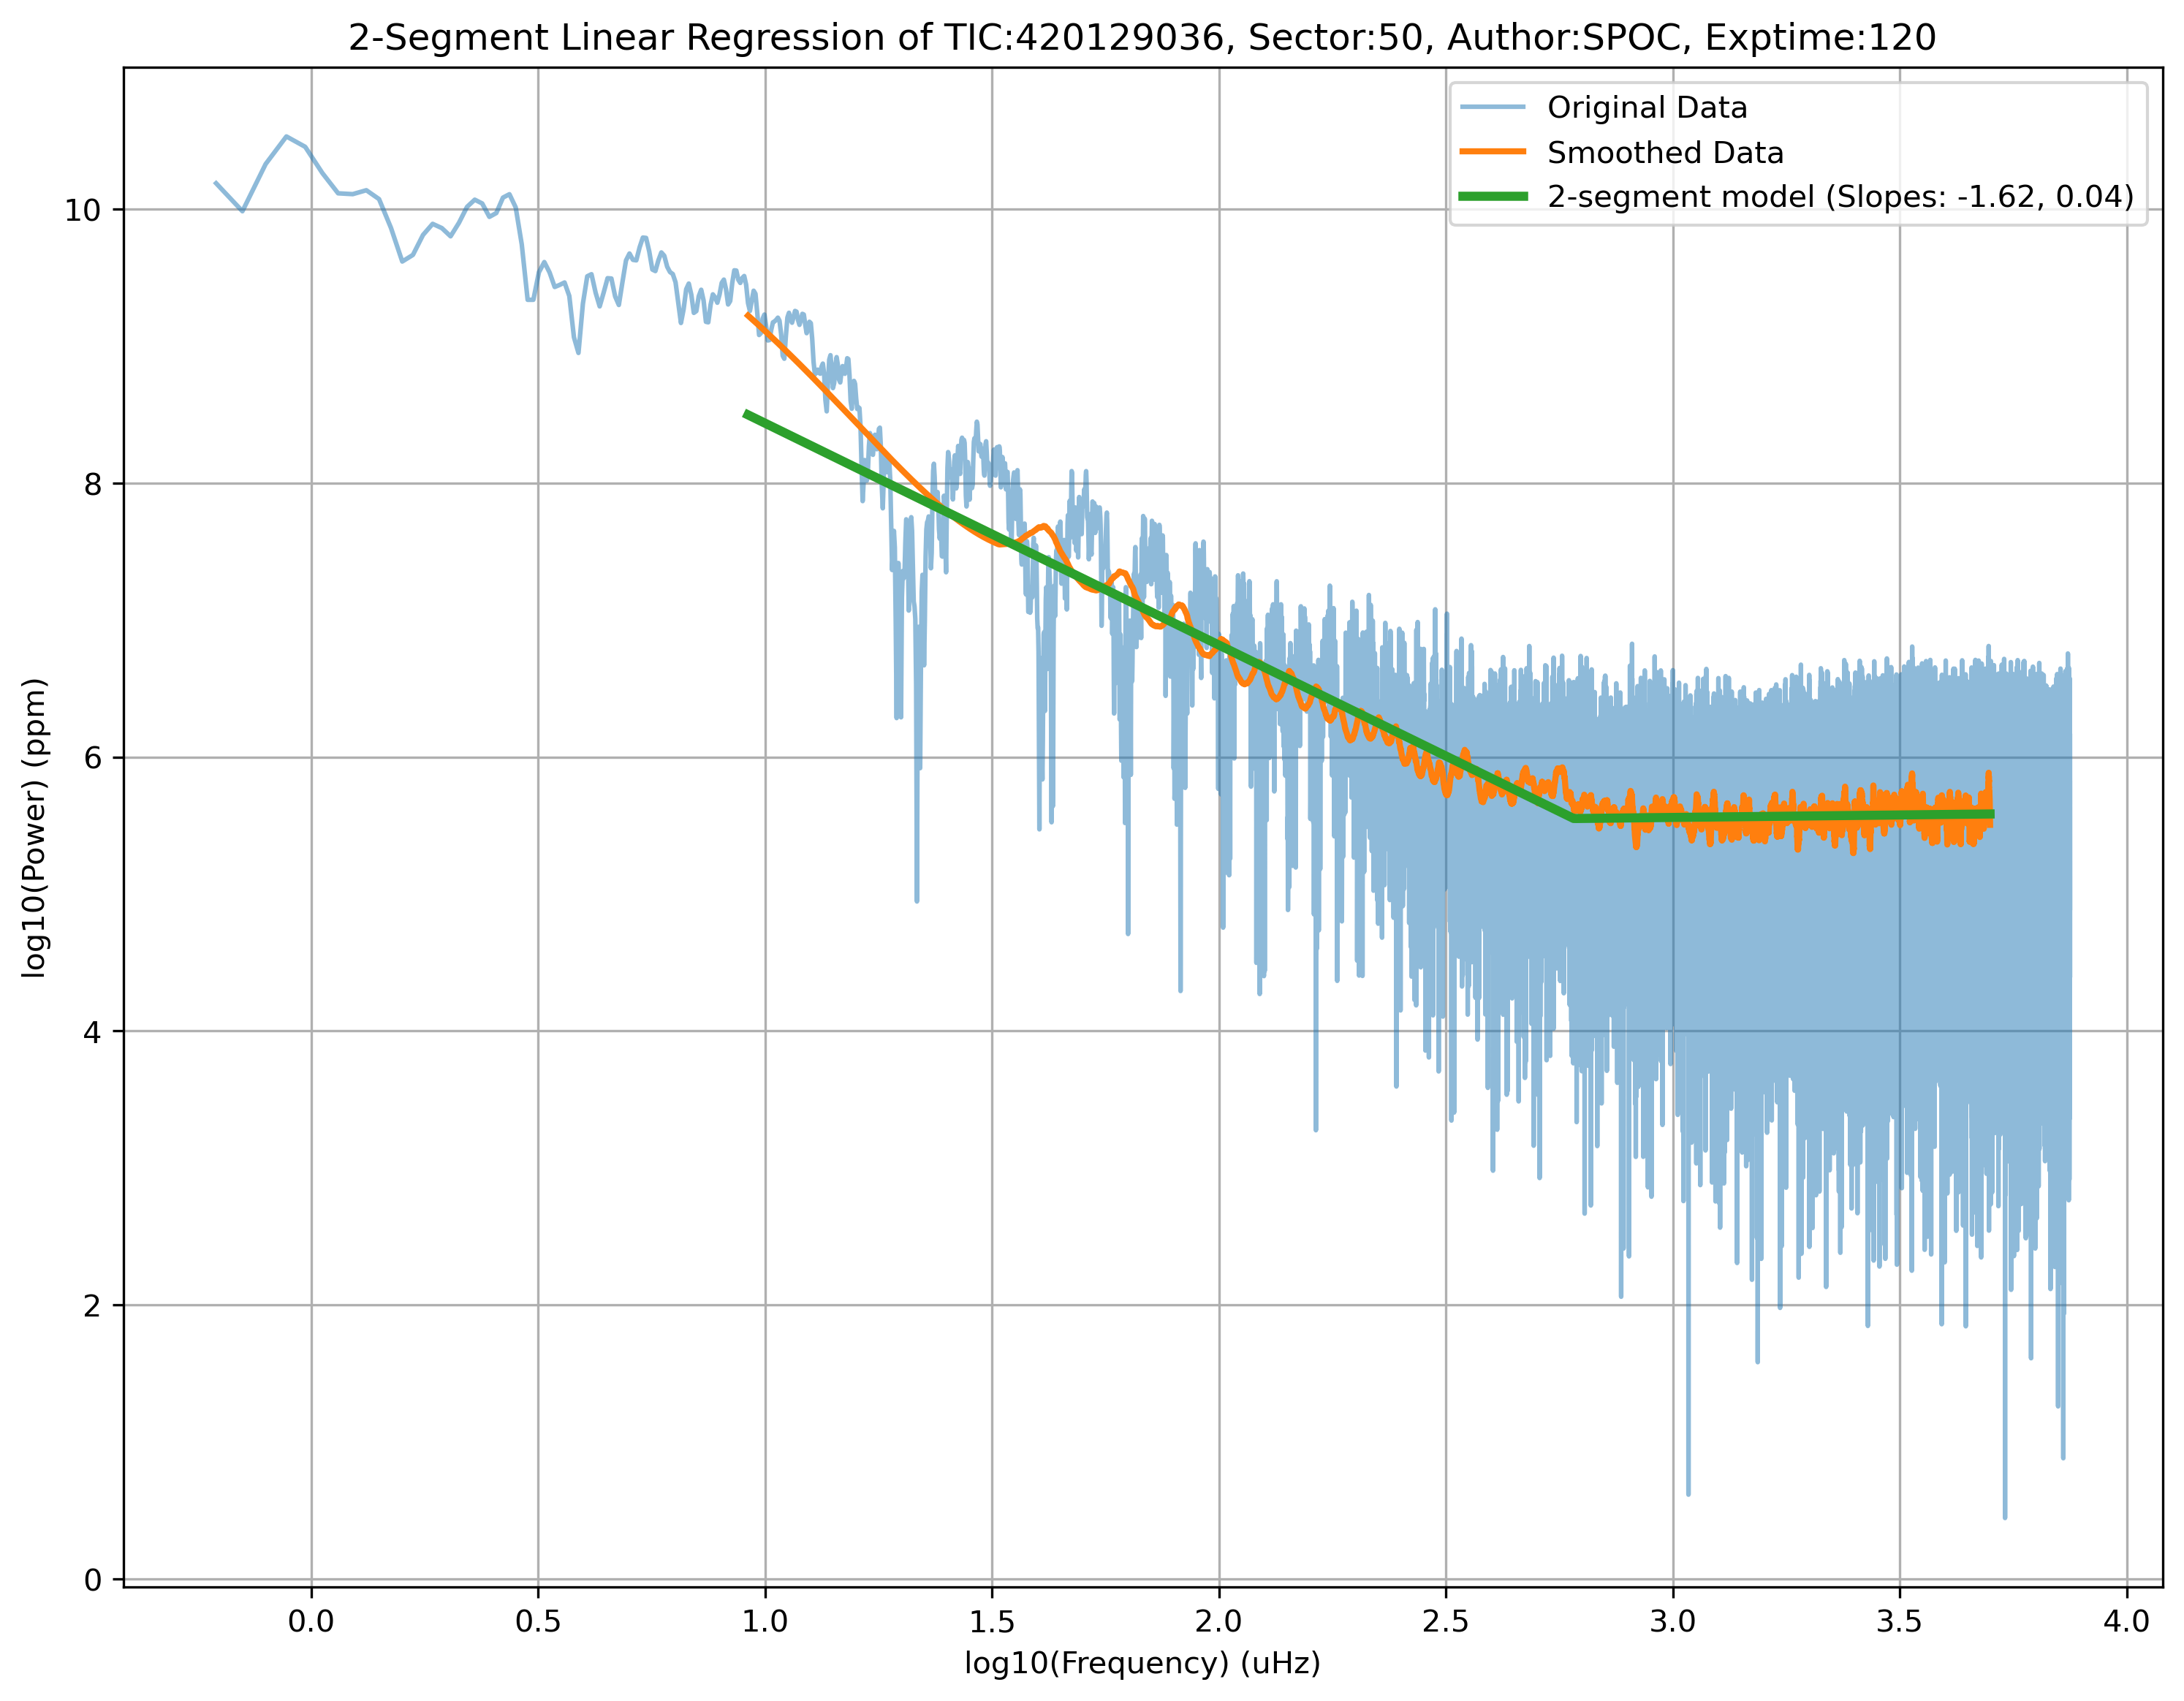 2-Segment Linear Regression of TIC:420129036, Sector:50, Author:SPOC, Exptime:120
Original Data
Smoothed Data
2-segment model (Slopes: -1.62, 0.04)
log10(Power) (ppm)
10
8
6
4
2
0
0.0 0.5 1.0 1.5 2.0 2.5 3.0 3.5 4.0
log10(Frequency) (uHz)